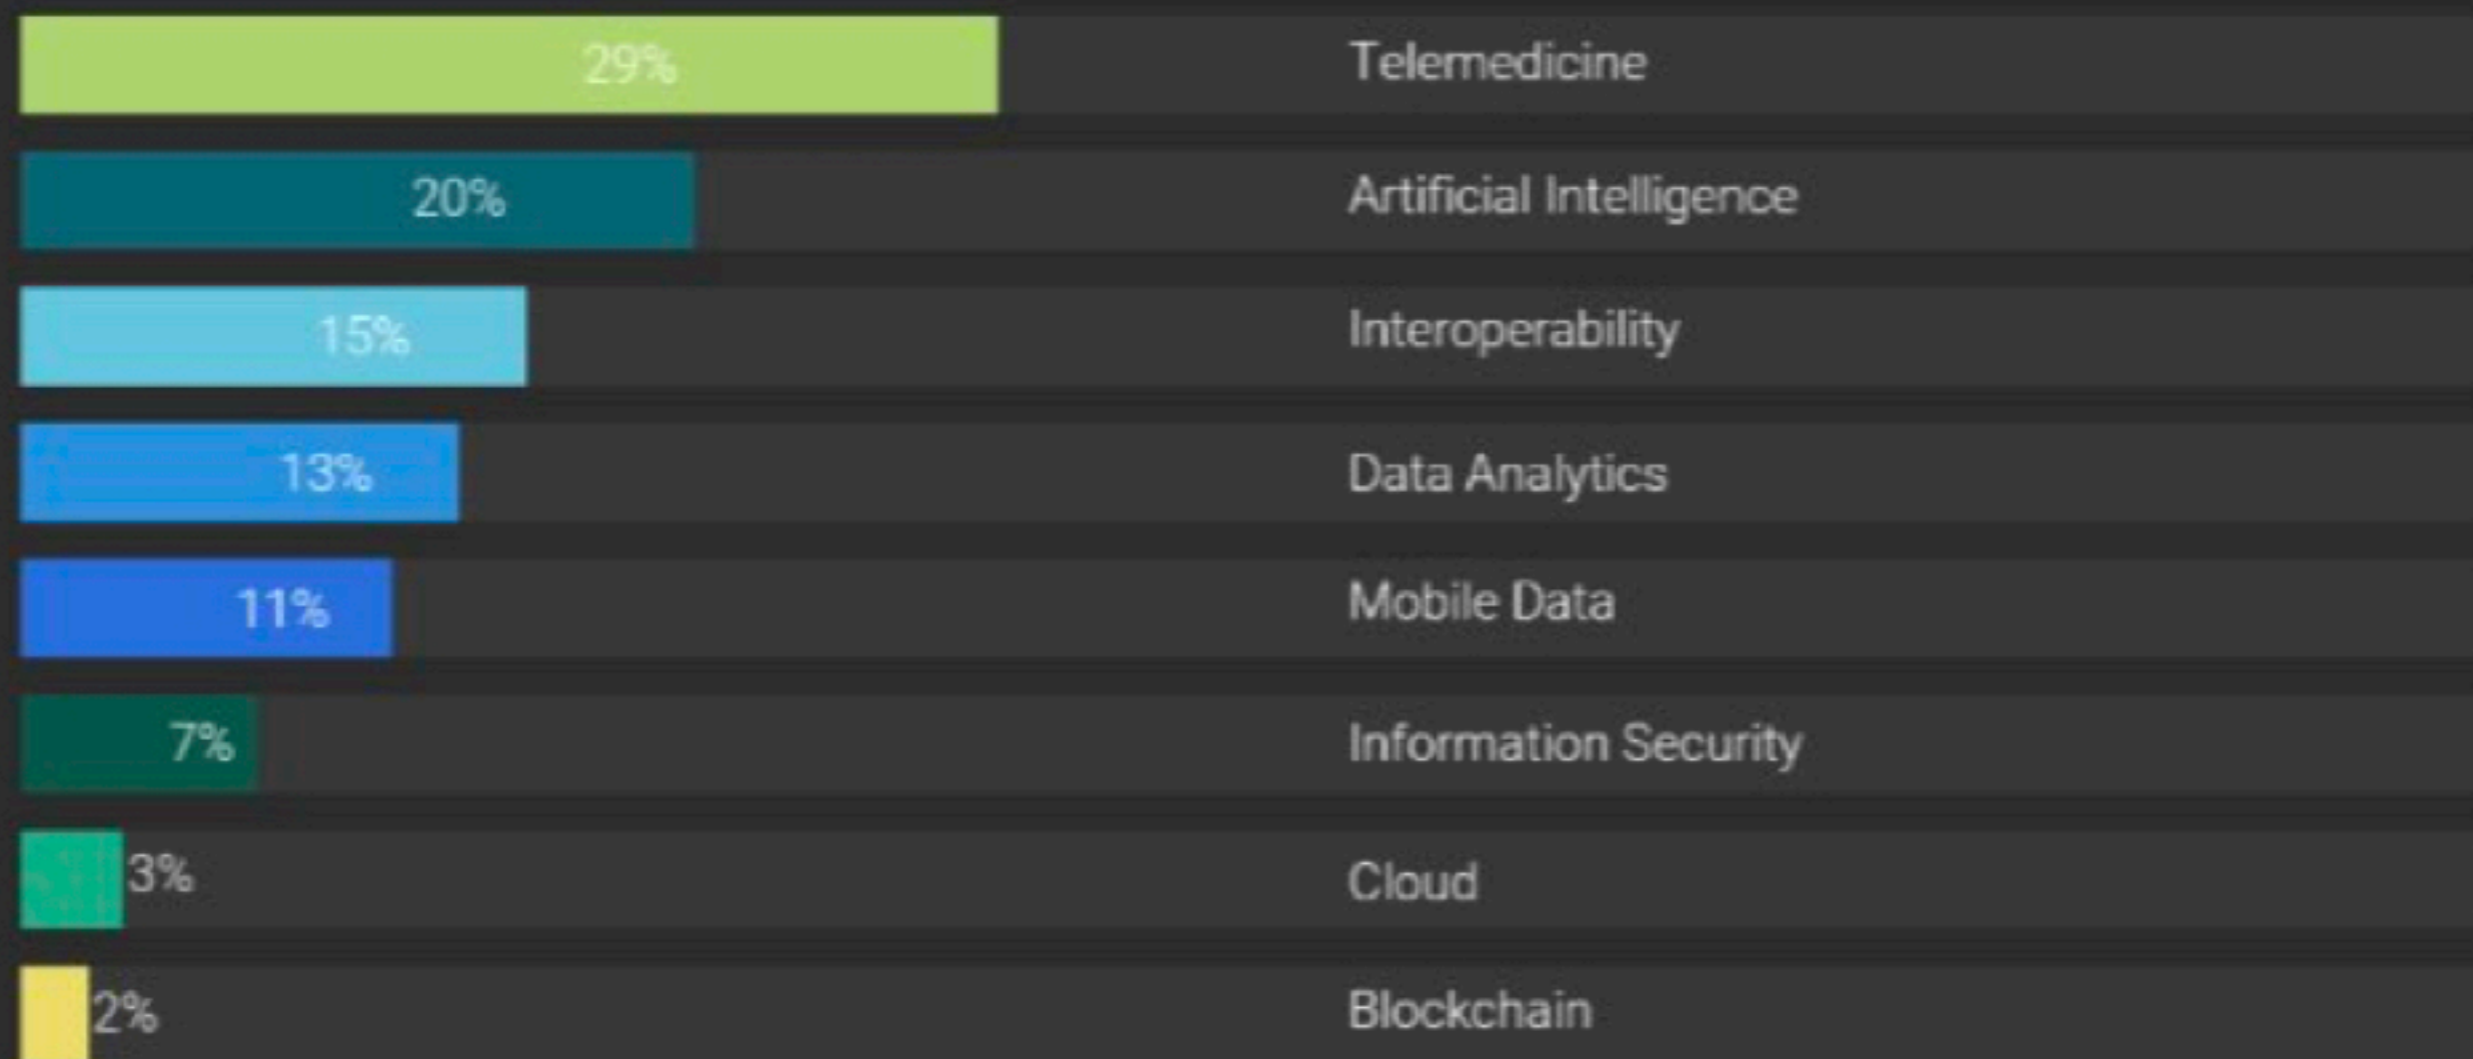 29% Telemedicine
20% Artificial Intelligence
15% Interoperability
13% Data Analytics
11% Mobile Data
7% Information Security
3% Cloud
2% Blockchain